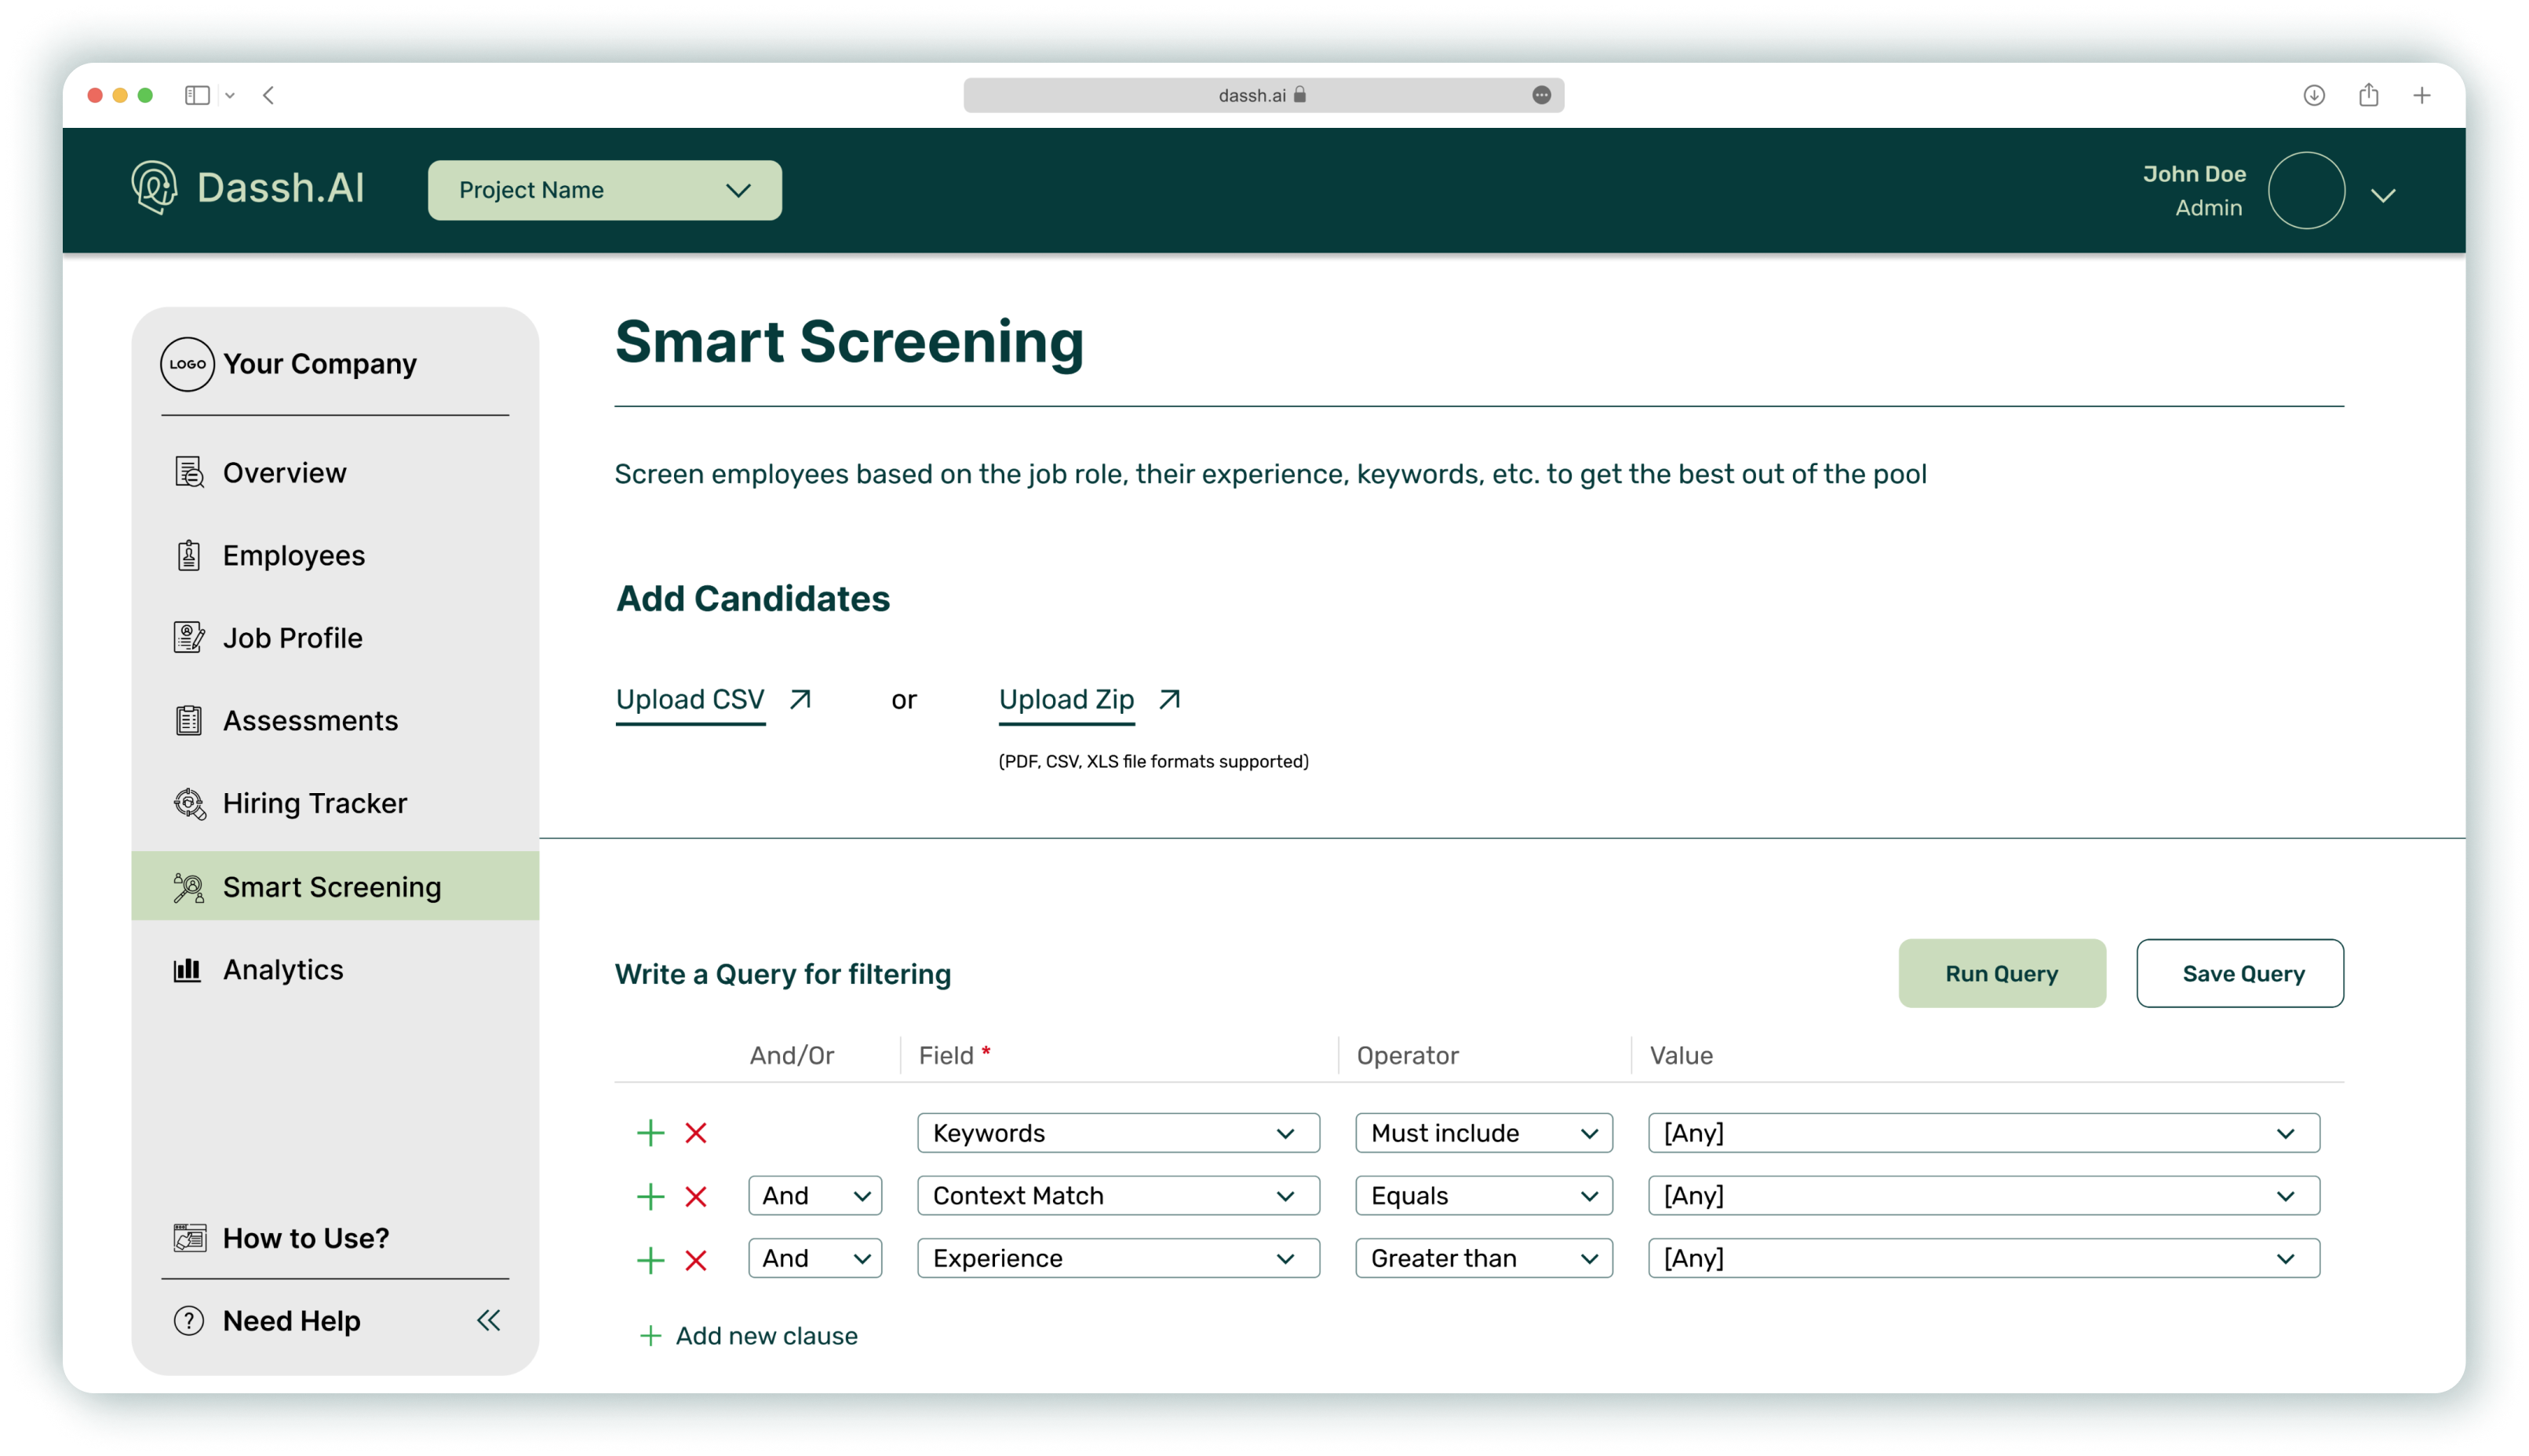 dassh.ai
Dassh.AI
Project Name
John Doe
Admin
LOGO Your Company
Overview
Employees
Job Profile
Assessments
Hiring Tracker
Smart Screening
Analytics
How to Use?
? Need Help
Smart Screening
Screen employees based on the job role, their experience, keywords, etc. to get the best out of the pool
Add Candidates
Upload CSV or Upload Zip
(PDF, CSV, XLS file formats supported)
Write a Query for filtering
Run Query
Save Query
And/Or Field * Operator Value
Keywords Must include [Any]
And Context Match Equals [Any]
And Experience Greater than [Any]
+ Add new clause